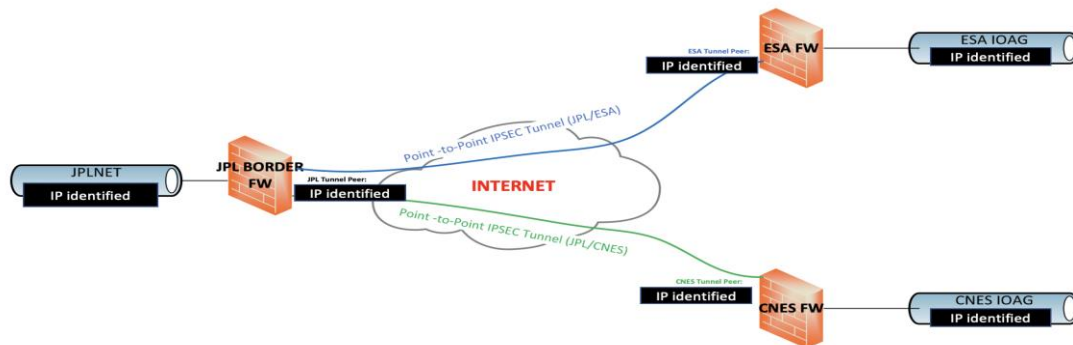 ESA Tunnel Peer:
IP identified
ESA FW
ESA IOAG
IP identified
Point -to-Point IPSEC Tunnel (JPL/ESA)
JPLNET
IP identified
JPL BORDER
FW
JPL Tunnel Peer:
IP identified
INTERNET
Point -to-Point IPSEC Tunnel (JPL/CNES)
CNES Tunnel Peer:
IP identified
CNES FW
CNES IOAG
IP identified